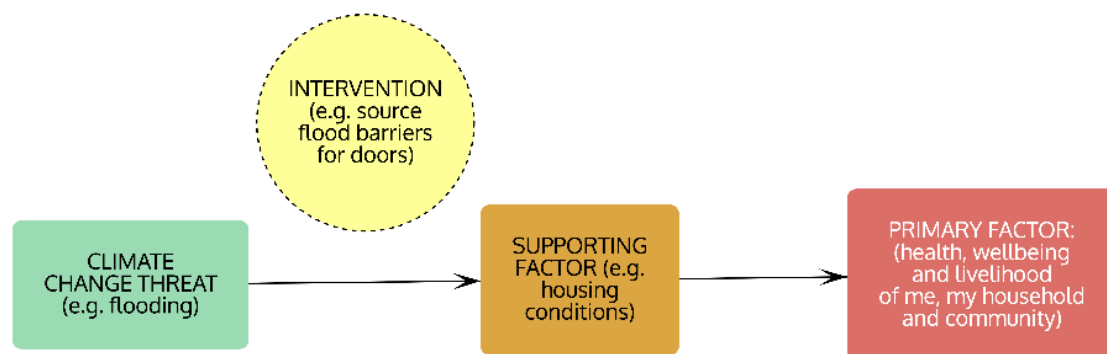 INTERVENTION
(e.g. source
flood barriers
for doors)
CLIMATE
CHANGE THREAT
(e.g. flooding)
SUPPORTING
FACTOR (e.g.
housing
conditions)
PRIMARY FACTOR:
(health, wellbeing
and livelihood
of me, my household
and community)